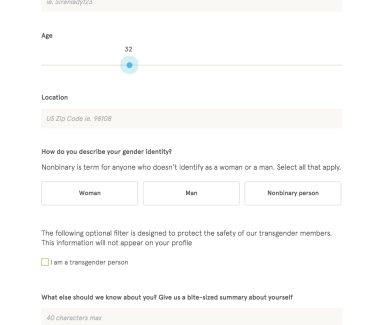 ie. Sirenlady123
Age
32
Location
US Zip Code ie. 98108
How do you describe your gender identity?
Nonbinary is term for anyone who doesn't identify as a woman or a man. Select all that apply.
Woman Man Nonbinary person
The following optional filter is designed to protect the safety of our transgender members.
This information will not appear on your profile
I am a transgender person
What else should we know about you? Give us a bite-sized summary about yourself
40 characters max